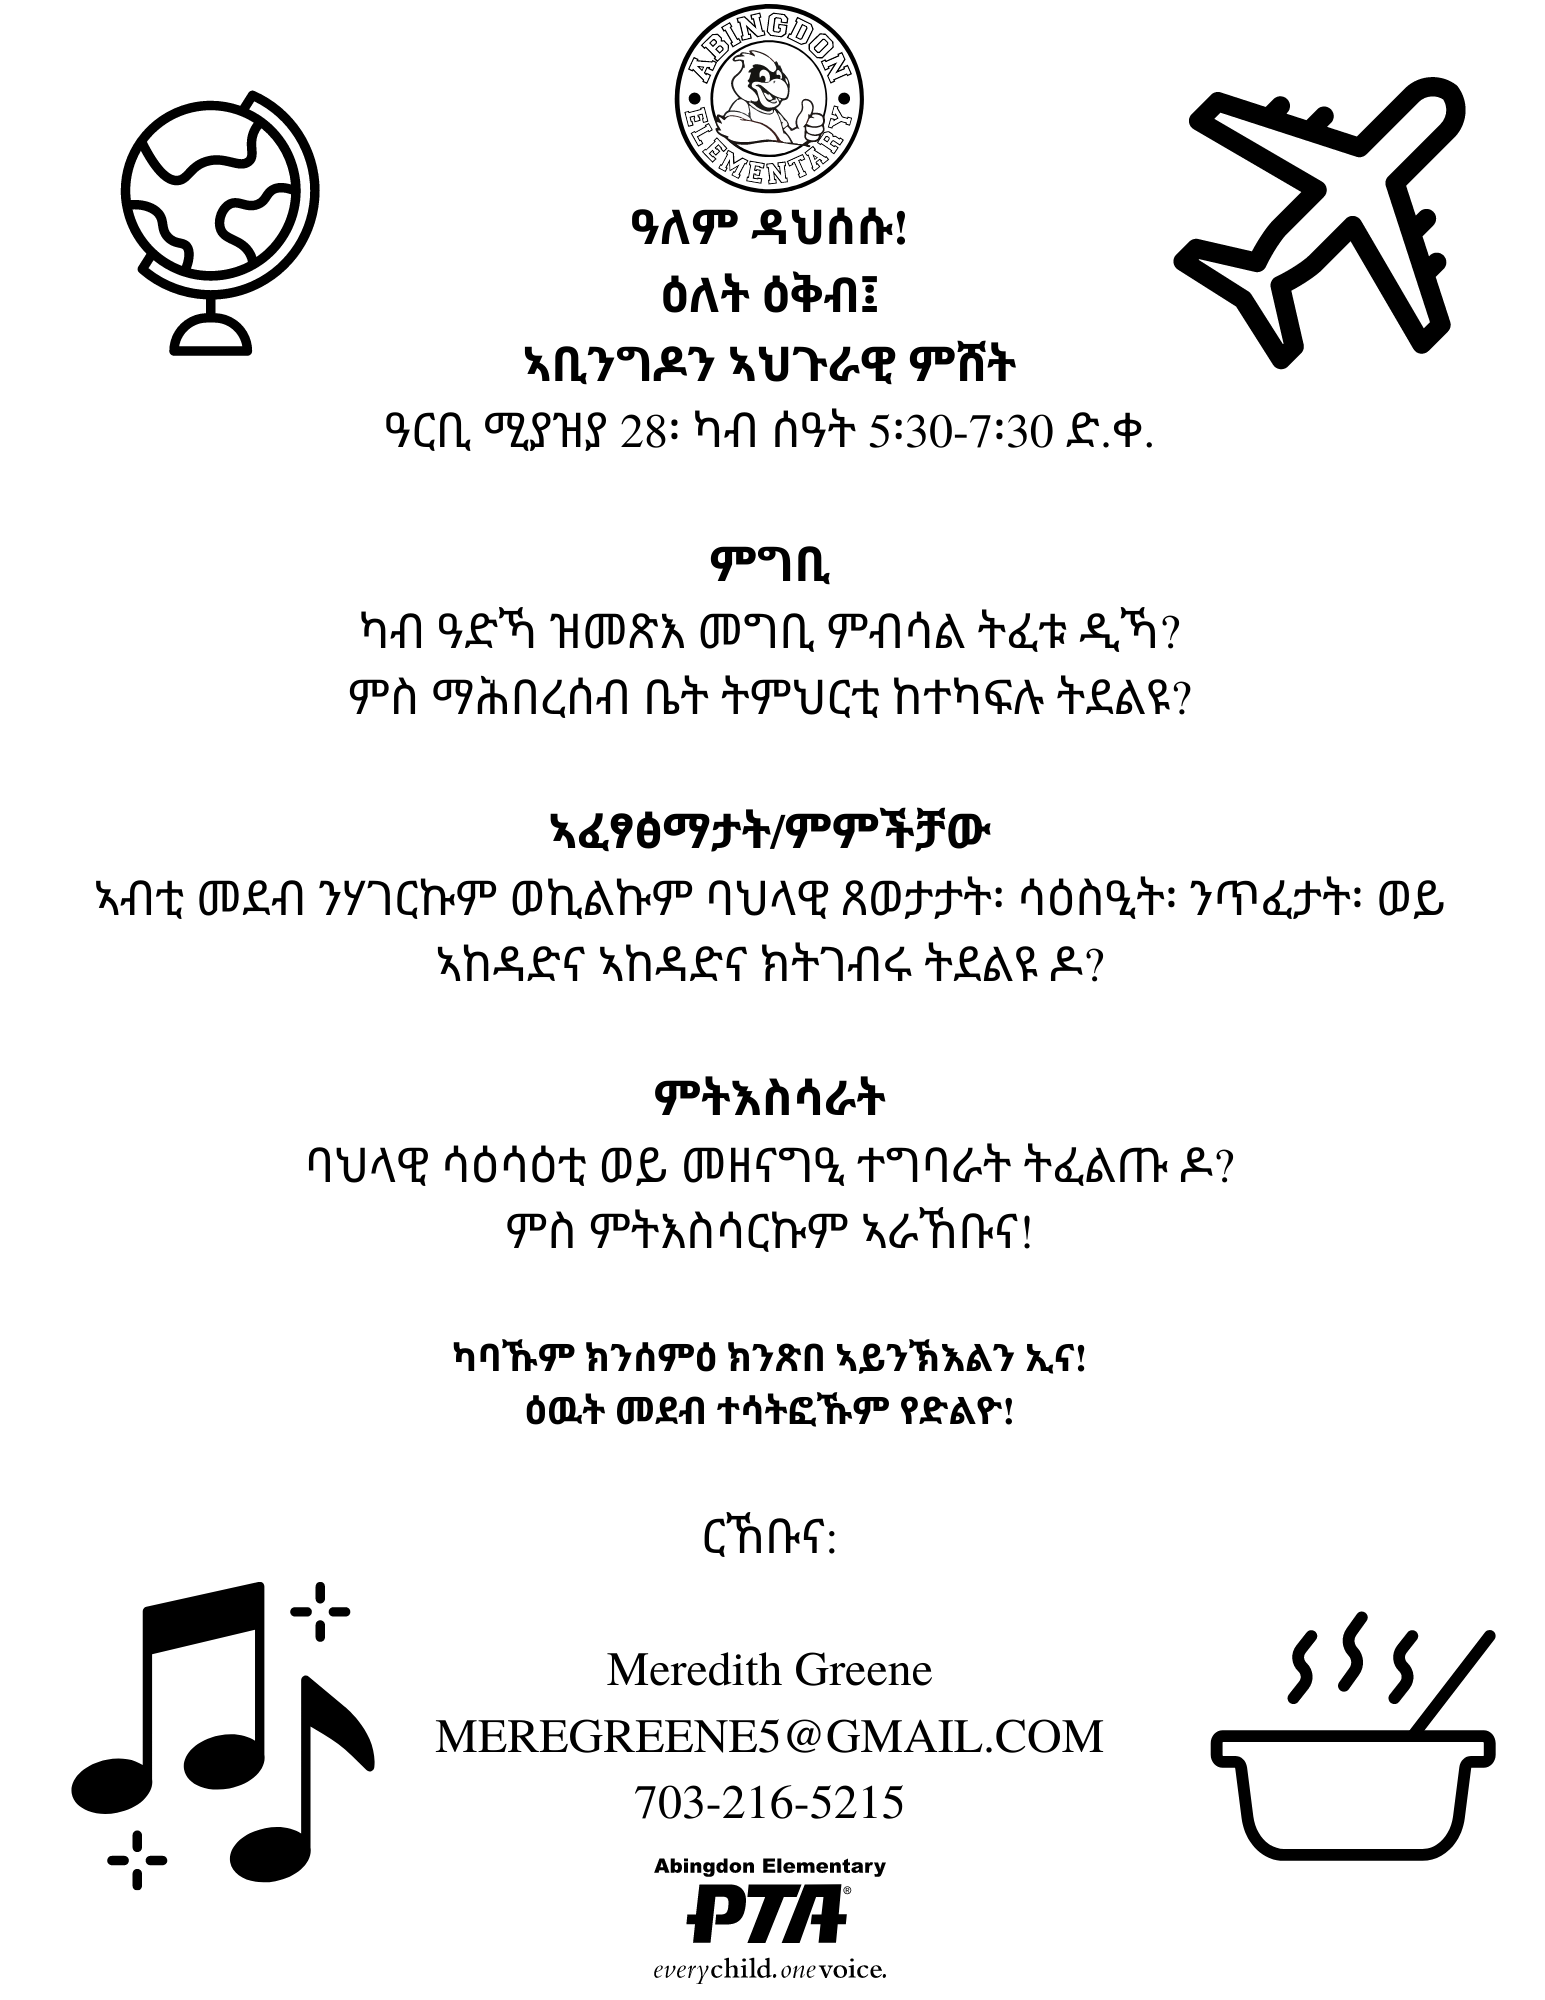 ABINGDON
ELEMENTARY
ዓለም ዳህሰሱ!
ዕለት ዕቅብ፤
ኣቢንግዶን ኣህጉራዊ ምሸት
ዓርቢ ሚያዝያ 28፡ ካብ ሰዓት 5፡30-7፡30 ድ.ቀ.
ምግቢ
ካብ ዓድኻ ዝመጽእ መግቢ ምብሳል ትፈቱ ዲኻ?
ምስ ማሕበረሰብ ቤት ትምህርቲ ከተካፍሉ ትደልዩ?
ኣፈፃፅማታት/ምምችቻው
ኣብቲ መደብ ንሃገርኩም ወኪልኩም ባህላዊ ጸወታታት፡ ሳዕስዒት፡ ንጥፈታት፡ ወይ
ኣከዳድና ኣከዳድና ክትገብሩ ትደልዩ ዶ?
ምትእስሳራት
ባህላዊ ሳዕሳዕቲ ወይ መዘናግዒ ተግባራት ትፈልጡ ዶ?
ምስ ምትእስሳርኩም ኣራኸቡና!
ካባኹም ክንሰምዕ ክንጽበ ኣይንኽእልን ኢና!
ዕዉት መደብ ተሳትፎኹም የድልዮ!
ርኸቡና:
Meredith Greene
MEREGREENE5@GMAIL.COM
703-216-5215
Abingdon Elementary
PTA®
everychild.onevoice.